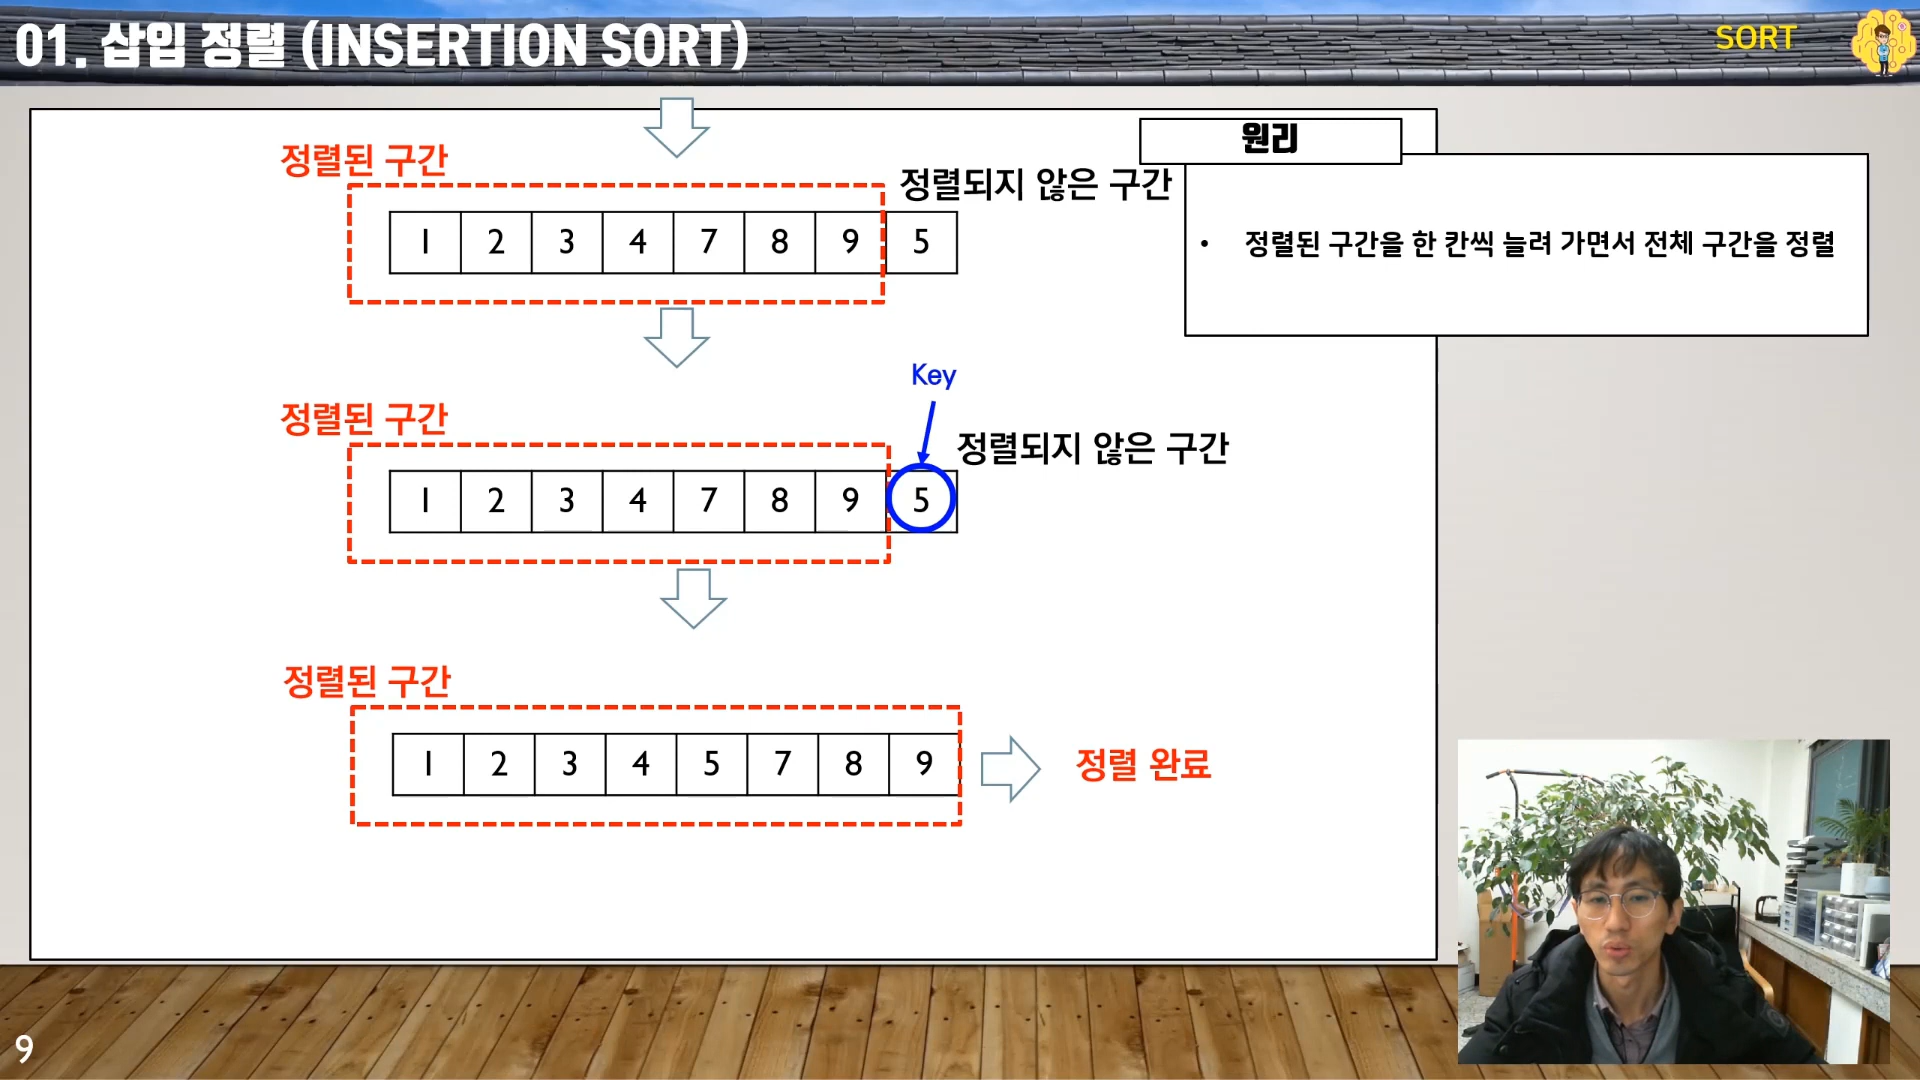 01. 삽입 정렬 (INSERTION SORT)
SORT
원리
• 정렬된 구간을 한 칸씩 늘려 가면서 전체 구간을 정렬
정렬된 구간
정렬되지 않은 구간
1 2 3 4 7 8 9 5
Key
정렬된 구간
정렬되지 않은 구간
1 2 3 4 7 8 9 5
정렬된 구간
1 2 3 4 5 7 8 9
정렬 완료
9